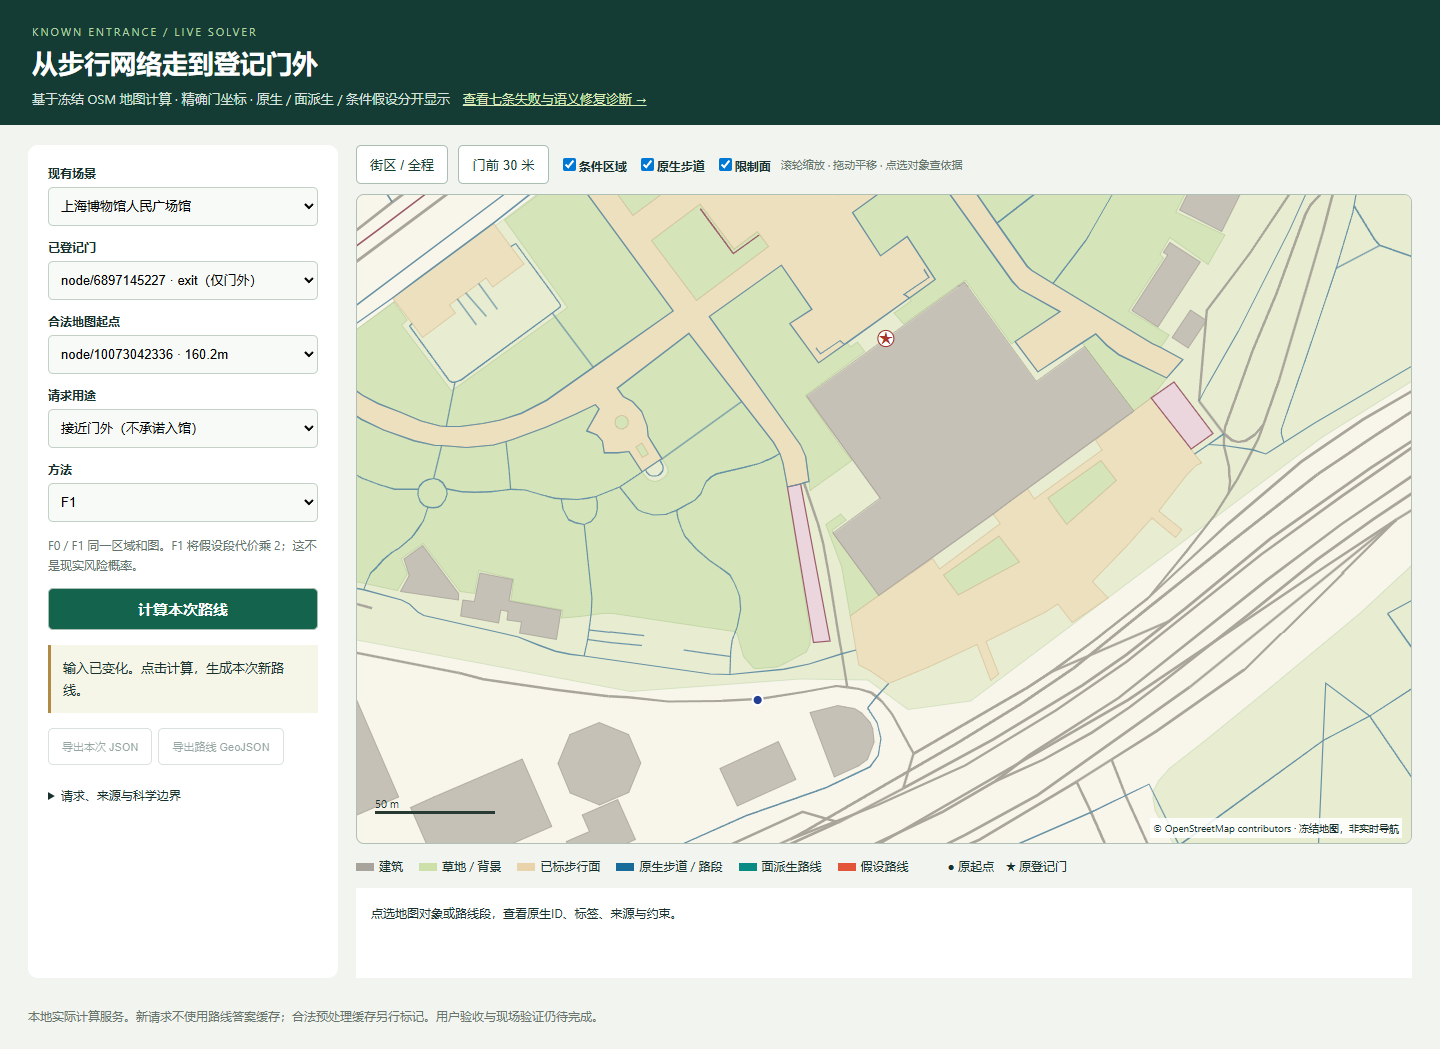 KNOWN ENTRANCE / LIVE SOLVER
从步行网络走到登记门外
基于冻结 OSM 地图计算 · 精确门坐标 · 原生 / 面派生 / 条件假设分开显示 查看七条失败与语义修复诊断 →
现有场景
上海博物馆人民广场馆
已登记门
node/6897145227 · exit（仅门外）
合法地图起点
node/10073042336 · 160.2m
请求用途
接近门外（不承诺入馆）
方法
F1
F0 / F1 同一区域和图。F1 将假设段代价乘 2；这不
是现实风险概率。
计算本次路线
输入已变化。点击计算，生成本次新路
线。
导出本次 JSON 导出路线 GeoJSON
请求、来源与科学边界
街区 / 全程 门前 30 米 条件区域 原生步道 限制面 滚轮缩放 · 拖动平移 · 点选对象查依据
50 m
© OpenStreetMap contributors · 冻结地图，非实时导航
建筑 草地 / 背景 已标步行面 原生步道 / 路段 面派生路线 假设路线 ● 原起点 ★ 原登记门
点选地图对象或路线段，查看原生ID、标签、来源与约束。
本地实际计算服务。新请求不使用路线答案缓存；合法预处理缓存另行标记。用户验收与现场验证仍待完成。